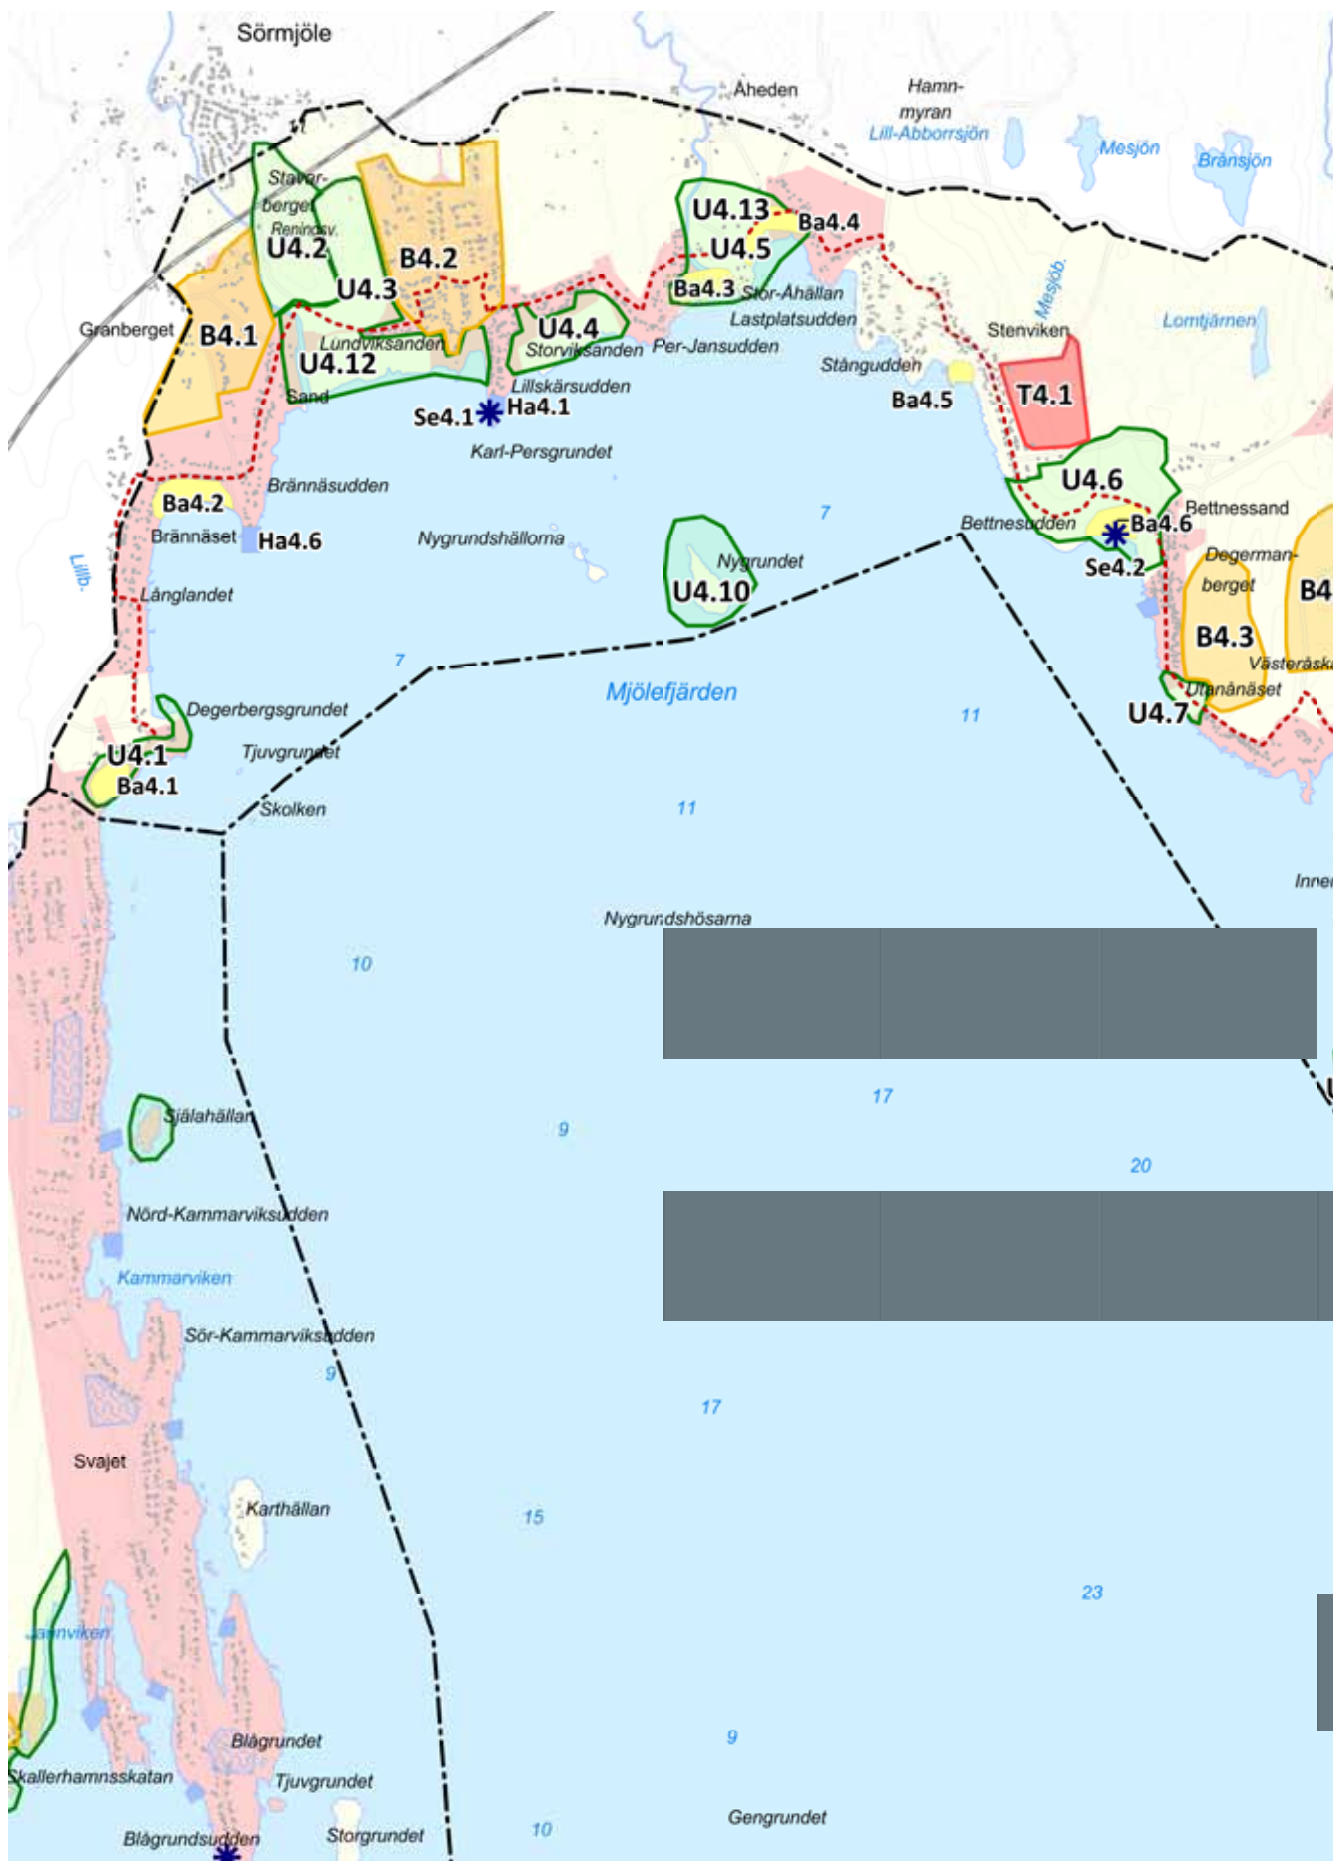 Sörmjöle
Åheden
Hamn-
myran
Lill-Abborrsjön
Mesjön
Bränsjön
Staver-
berget
Renindsv.
U4.2
U4.3
B4.2
U4.13
U4.5
Ba4.4
Ba4.3
Stor-Åhällan
Lastplatsudden
Mesjöb.
Granberget
B4.1
Lundviksanden
U4.12
Sand
U4.4
Storviksanden
Per-Jansudden
Lillskärsudden
Stångudden
Ba4.5
Stenviken
Lomtjärnen
T4.1
Se4.1
Ha4.1
Karl-Persgrundet
Brännäsudden
Ba4.2
Brännäset
Ha4.6
Nygrundshällorna
7
U4.6
Bettnesudden
Ba4.6
Se4.2
Bettnessand
Degerman-
berget
B4
Lillb.
Långlandet
Nygrundet
U4.10
B4.3
7
Mjölefjärden
Utanånäset
U4.7
11
Degerbergsgrundet
U4.1
Tjuvgrundet
Ba4.1
Skolken
11
Nygrundshösarna
10
17
9
Själahällan
20
Nörd-Kammarviksudden
Kammarviken
Sör-Kammarviksudden
9
17
Svajet
Karthällan
15
23
Blågrundet
9
Skallerhamnsskatan
Tjuvgrundet
Gengrundet
Blågrundsudden
Storgrundet
10